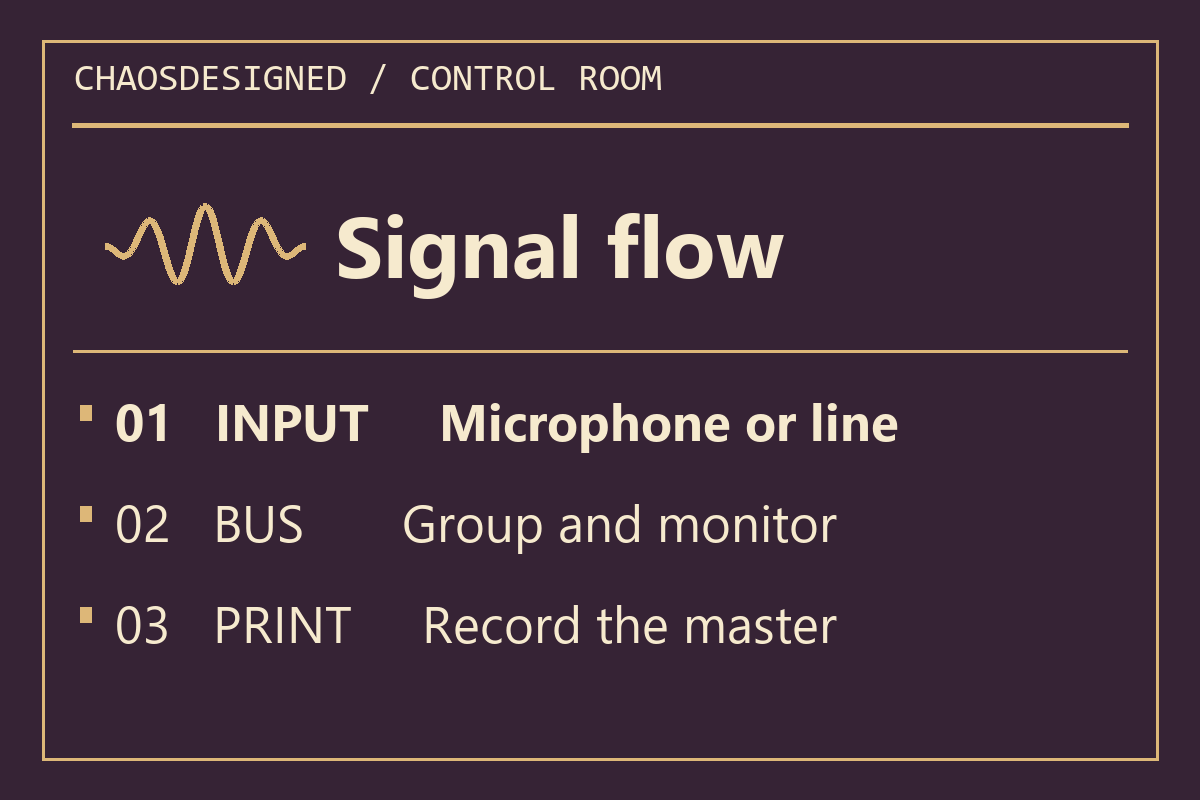 CHAOSDESIGNED / CONTROL ROOM
Signal flow
01 INPUT Microphone or line
02 BUS Group and monitor
03 PRINT Record the master